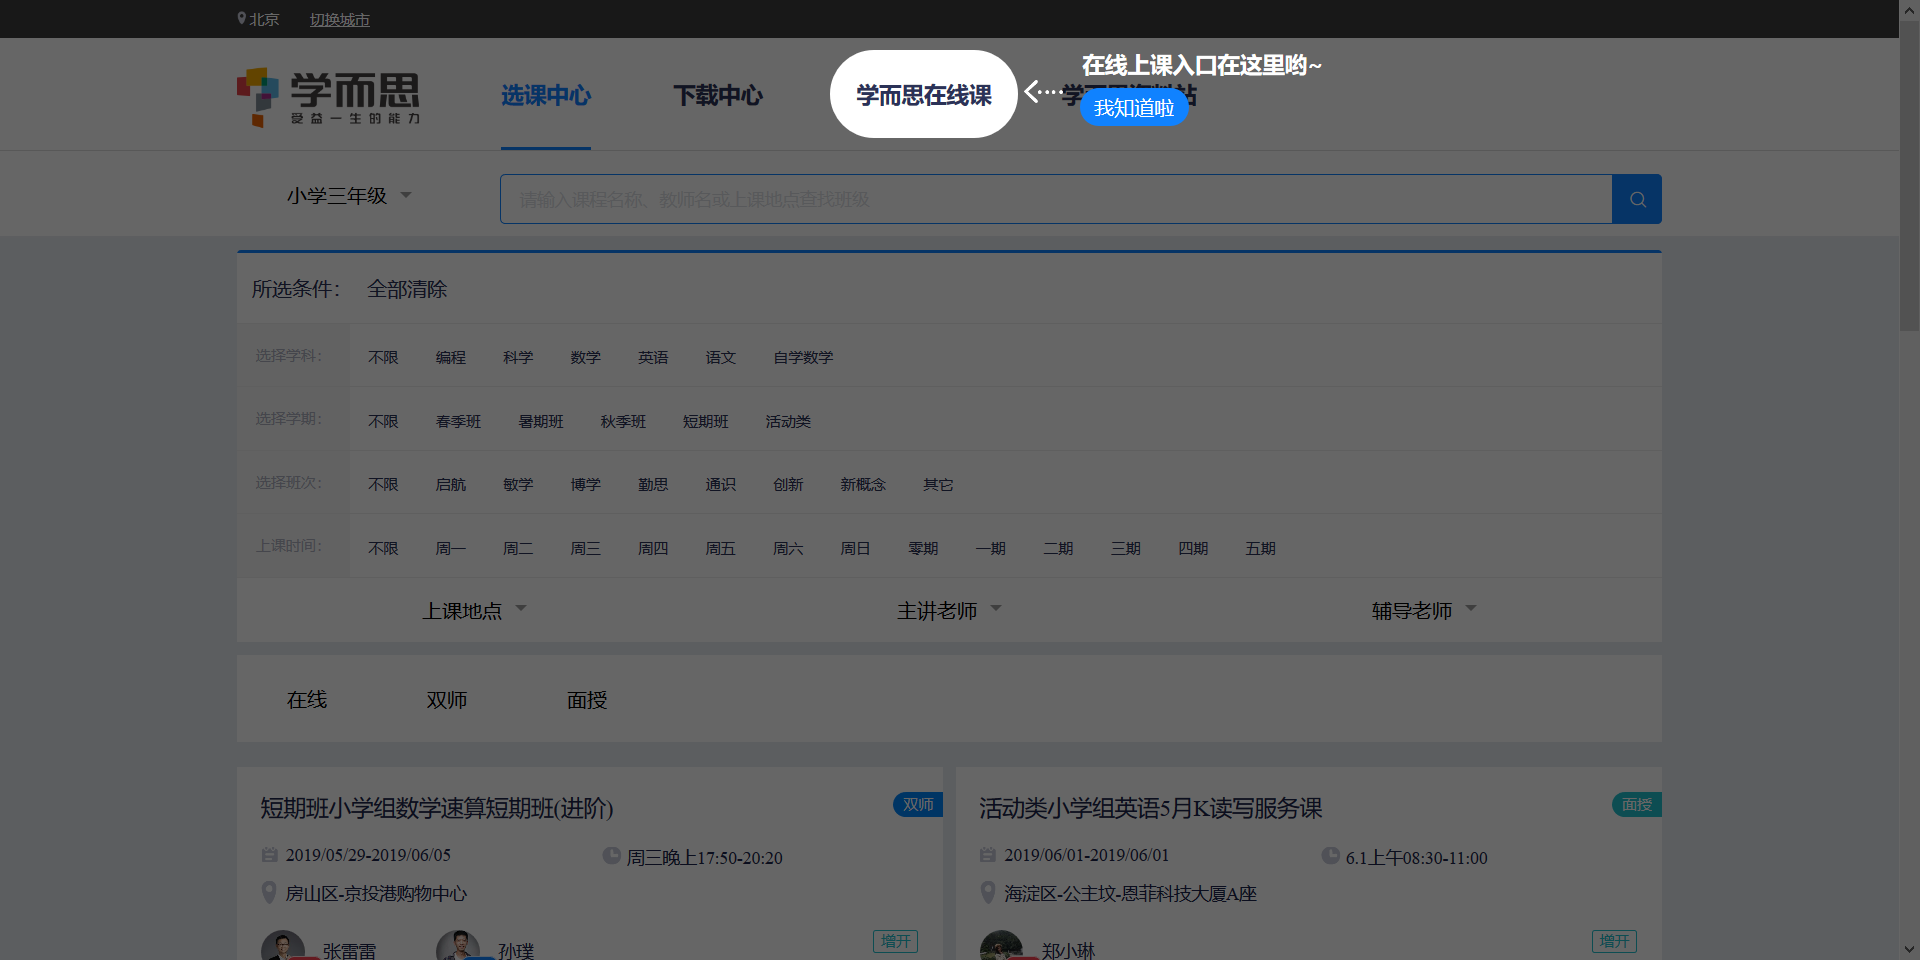 北京 切换城市
学而思
受益一生的能力
选课中心 下载中心 学而思在线课
在线上课入口在这里哟~
我知道啦
小学三年级
请输入课程名称、教师名或上课地点查找班级
所选条件： 全部清除
选择学科： 不限 编程 科学 数学 英语 语文 自学数学
选择学期： 不限 春季班 暑期班 秋季班 短期班 活动类
选择班次： 不限 启航 敏学 博学 勤思 通识 创新 新概念 其它
上课时间： 不限 周一 周二 周三 周四 周五 周六 周日 零期 一期 二期 三期 四期 五期
上课地点 主讲老师 辅导老师
在线 双师 面授
短期班小学组数学速算短期班(进阶) 双师
2019/05/29-2019/06/05 周三晚上17:50-20:20
房山区-京投港购物中心
张雷雷 孙璞 增开
活动类小学组英语5月K读写服务课 面授
2019/06/01-2019/06/01 6.1上午08:30-11:00
海淀区-公主坟-恩菲科技大厦A座
郑小琳 增开